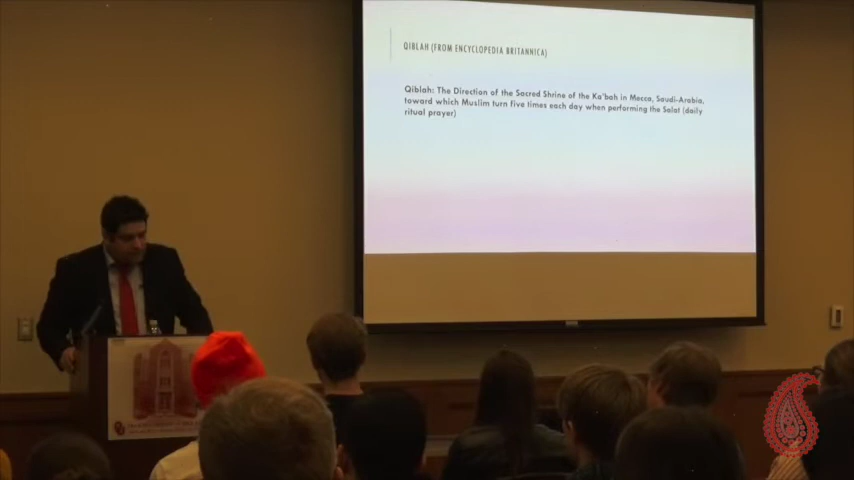 QIBLAH (FROM ENCYCLOPEDIA BRITANNICA)
Qiblah: The Direction of the Sacred Shrine of the Ka'bah in Mecca, Saudi-Arabia,
toward which Muslim turn five times each day when performing the Salat (daily
ritual prayer)